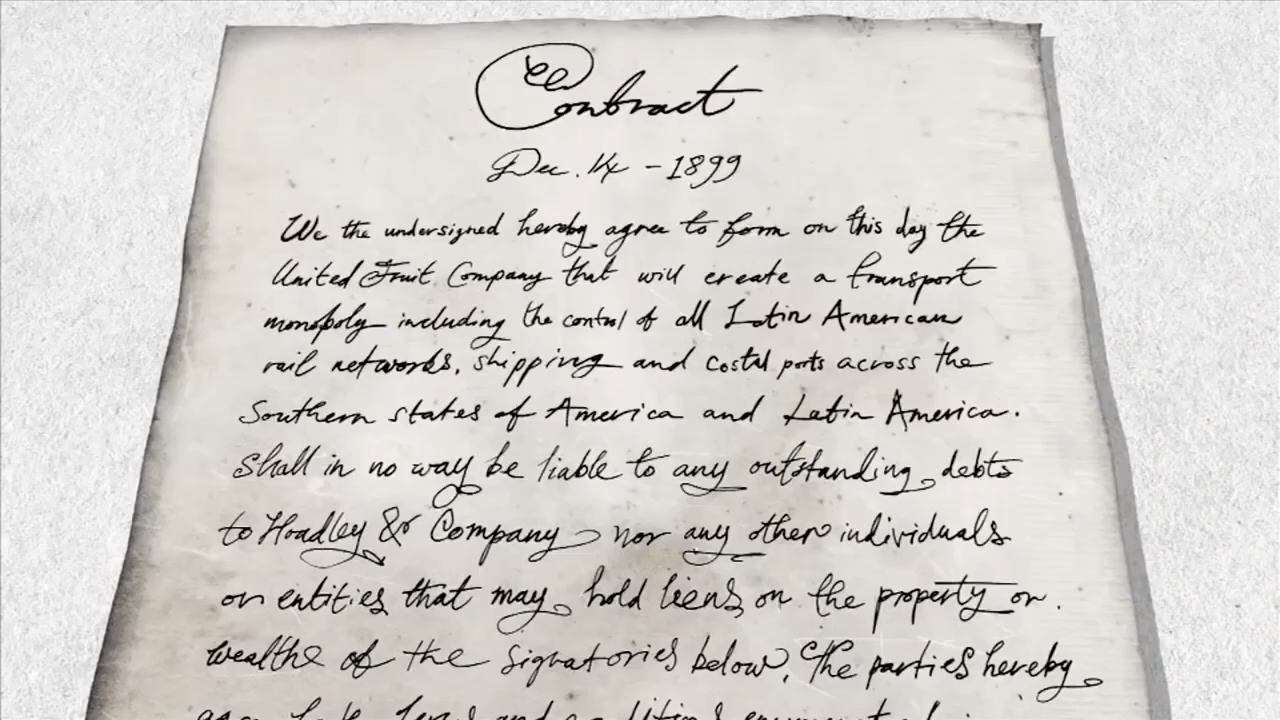 Contract
Dec. 14 - 1899
We the undersigned hereby agree to form on this day the
United Fruit Company that will create a transport
monopoly including the control of all Latin American
rail networks, shipping and costal ports across the
Southern states of America and Latin America.
Shall in no way be liable to any outstanding debts
to Hoadley & Company nor any other individuals
or entities that may hold liens on the property or
wealthe of the signatories below. The parties hereby
and